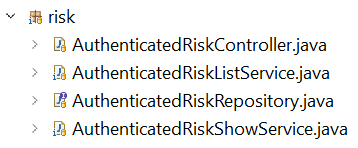 risk
AuthenticatedRiskController.java
AuthenticatedRiskListService.java
AuthenticatedRiskRepository.java
AuthenticatedRiskShowService.java